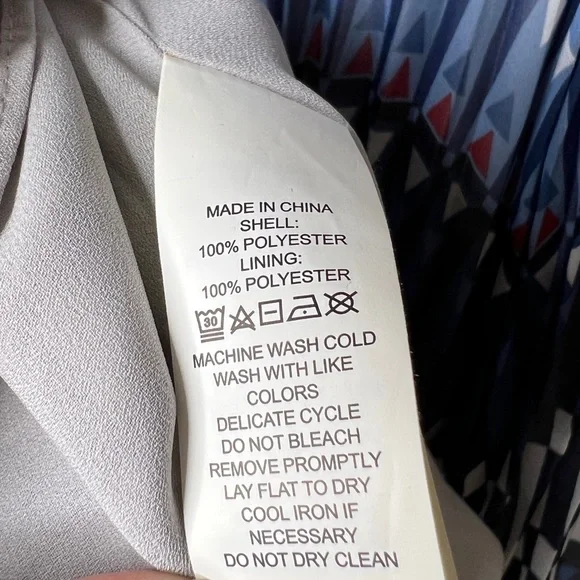 MADE IN CHINA
SHELL:
100% POLYESTER
LINING:
100% POLYESTER
30
MACHINE WASH COLD
WASH WITH LIKE
COLORS
DELICATE CYCLE
DO NOT BLEACH
REMOVE PROMPTLY
LAY FLAT TO DRY
COOL IRON IF
NECESSARY
DO NOT DRY CLEAN